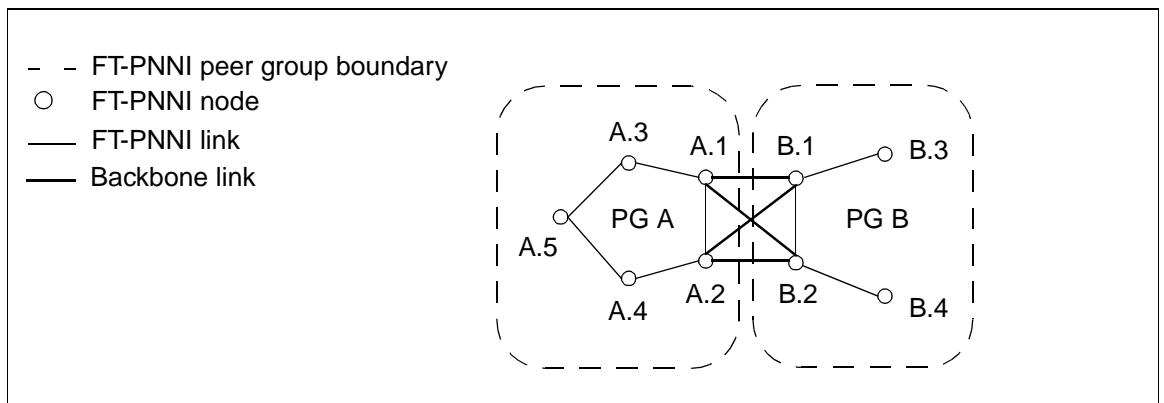 FT-PNNI peer group boundary
FT-PNNI node
FT-PNNI link
Backbone link
A.3
A.1
B.1
B.3
PG A
PG B
A.5
A.4
A.2
B.2
B.4